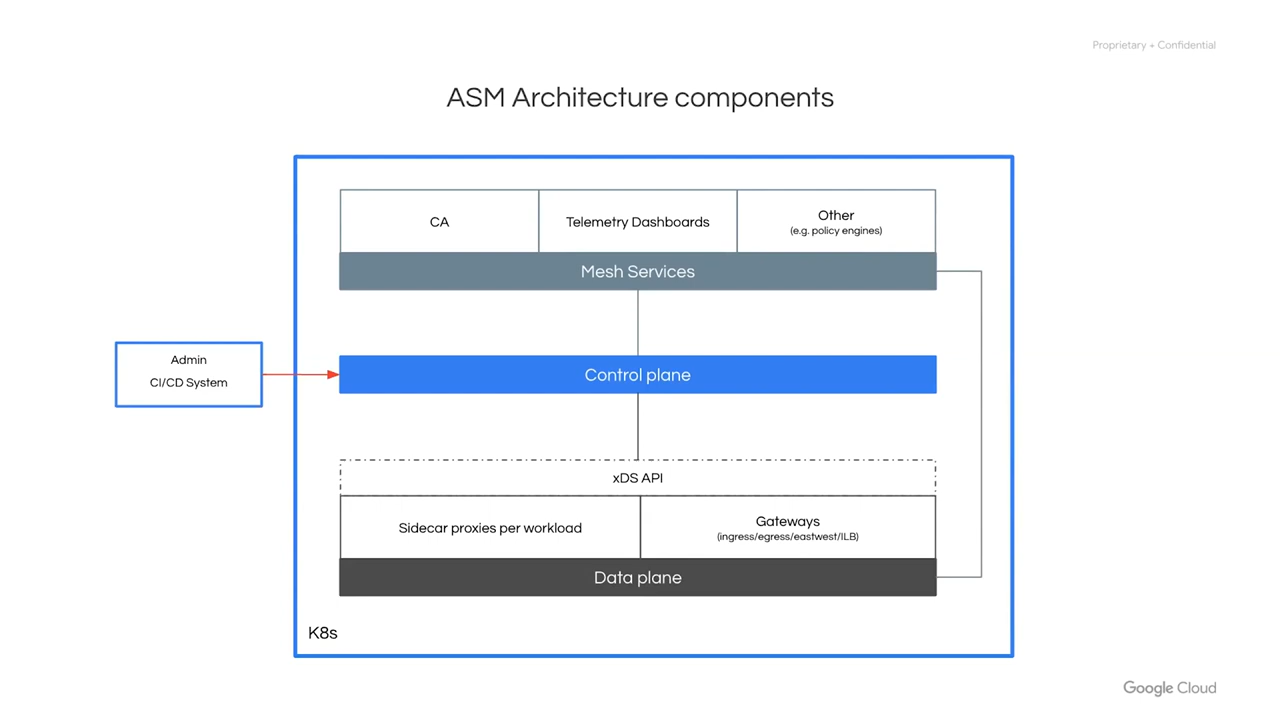 Proprietary + Confidential
ASM Architecture components
CA
Telemetry Dashboards
Other
(e.g. policy engines)
Mesh Services
Admin
CI/CD System
Control plane
xDS API
Sidecar proxies per workload
Gateways
(ingress/egress/eastwest/ILB)
Data plane
K8s
Google Cloud